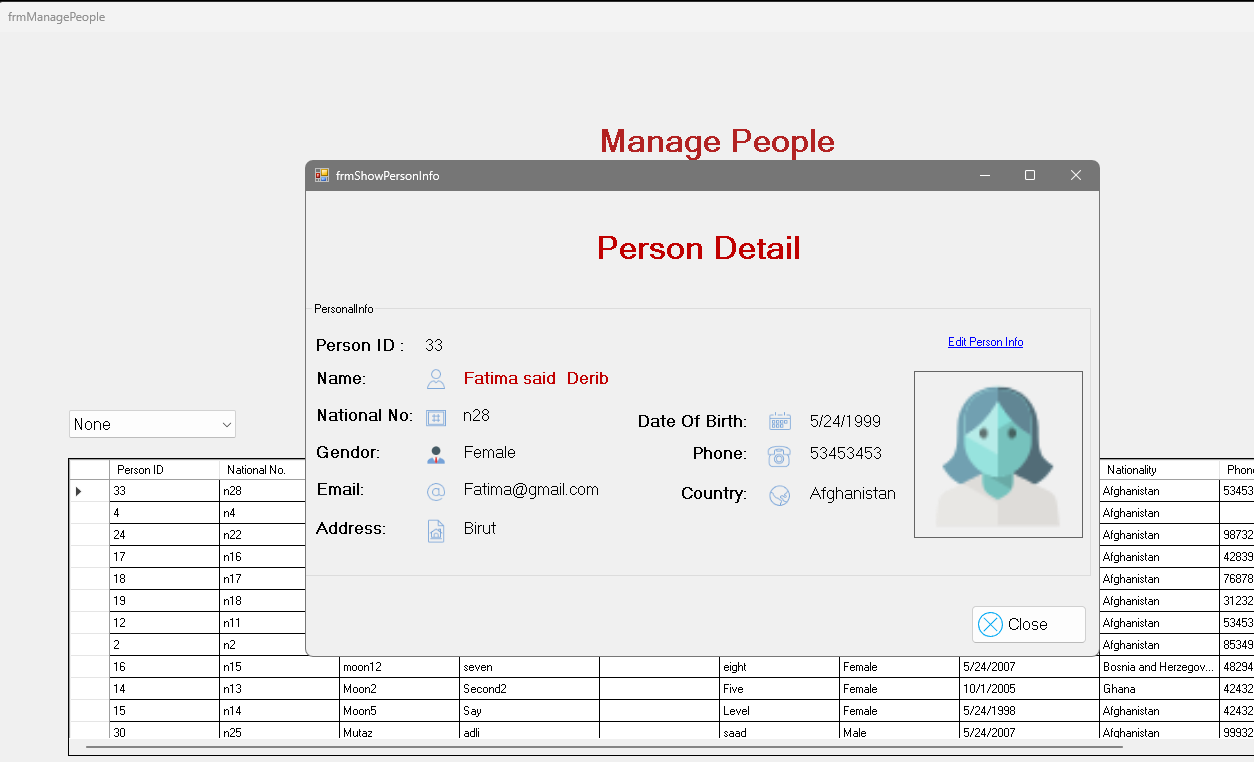 frmManagePeople
Manage People
frmShowPersonInfo
Person Detail
PersonalInfo
Person ID : 33
Edit Person Info
Name: Fatima said  Derib
National No: n28
Date Of Birth: 5/24/1999
Gendor: Female
Phone: 53453453
Email: Fatima@gmail.com
Country: Afghanistan
Address: Birut
Close
None
Person ID National No. Nationality Phone
33 n28 Afghanistan 53453
4 n4 Afghanistan
24 n22 Afghanistan 98732
17 n16 Afghanistan 42839
18 n17 Afghanistan 76878
19 n18 Afghanistan 31232
12 n11 Afghanistan 53453
2 n2 Afghanistan 85349
16 n15 moon12 seven eight Female 5/24/2007 Bosnia and Herzegov... 48294
14 n13 Moon2 Second2 Five Female 10/1/2005 Ghana 42432
15 n14 Moon5 Say Level Female 5/24/1998 Afghanistan 42432
30 n25 Mutaz adli saad Male 5/24/2007 Afghanistan 99932